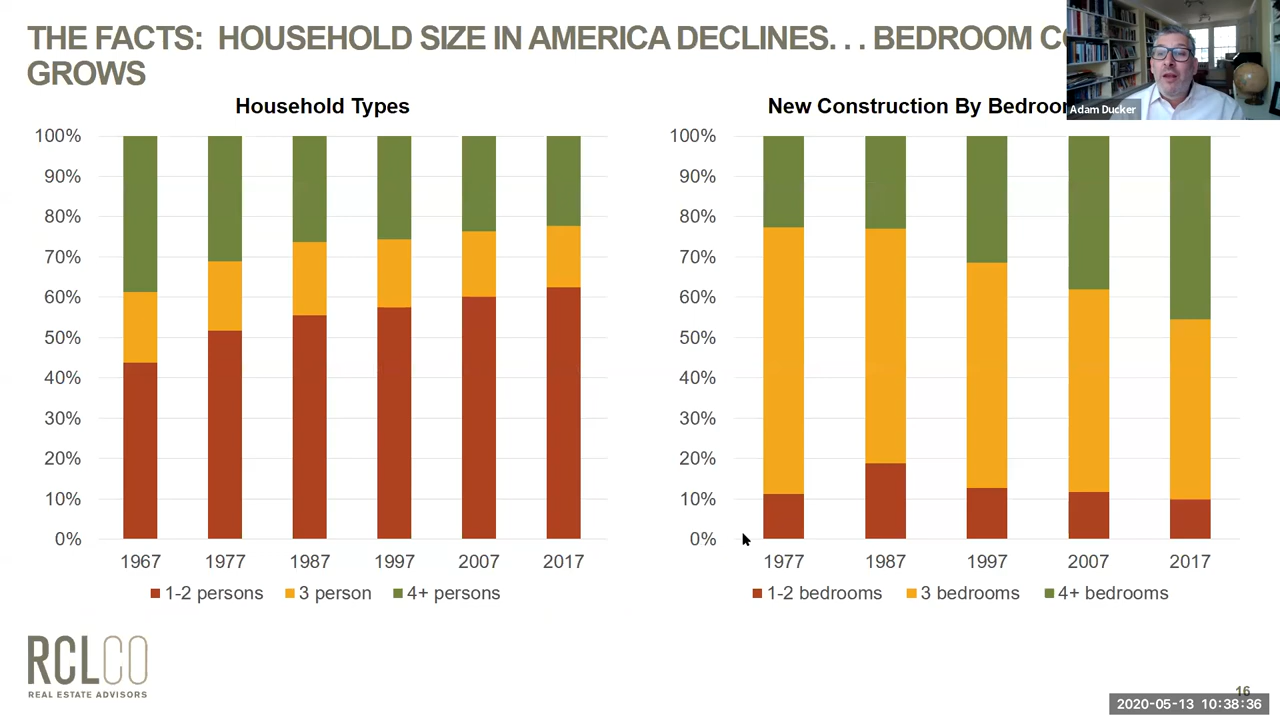 THE FACTS: HOUSEHOLD SIZE IN AMERICA DECLINES. . . BEDROOM
GROWS
Adam Ducker
Household Types
New Construction By
100%
90%
80%
70%
60%
50%
40%
30%
20%
10%
0%
1967 1977 1987 1997 2007 2017
1-2 persons 3 person 4+ persons
100%
90%
80%
70%
60%
50%
40%
30%
20%
10%
0%
1977 1987 1997 2007 2017
1-2 bedrooms 3 bedrooms 4+ bedrooms
RCLCO
REAL ESTATE ADVISORS
16
2020-05-13 10:38:36